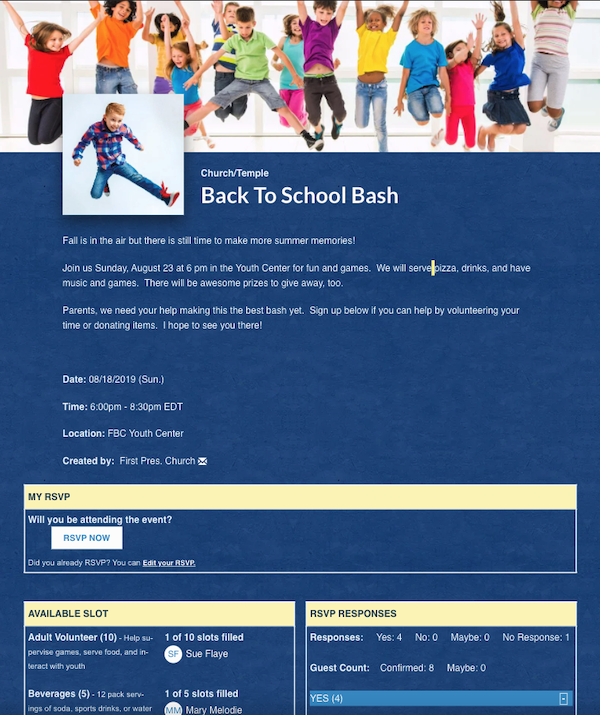 Church/Temple
Back To School Bash
Fall is in the air but there is still time to make more summer memories!
Join us Sunday, August 23 at 6 pm in the Youth Center for fun and games. We will serve pizza, drinks, and have
music and games. There will be awesome prizes to give away, too.
Parents, we need your help making this the best bash yet. Sign up below if you can help by volunteering your
time or donating items. I hope to see you there!
Date: 08/18/2019 (Sun.)
Time: 6:00pm - 8:30pm EDT
Location: FBC Youth Center
Created by: First Pres. Church
MY RSVP
Will you be attending the event?
RSVP NOW
Did you already RSVP? You can Edit your RSVP.
AVAILABLE SLOT
Adult Volunteer (10) - Help su-
pervise games, serve food, and in-
teract with youth
1 of 10 slots filled
SF Sue Flaye
Beverages (5) - 12 pack serv-
ings of soda, sports drinks, or water
1 of 5 slots filled
MM Mary Melodie
RSVP RESPONSES
Responses: Yes: 4 No: 0 Maybe: 0 No Response: 1
Guest Count: Confirmed: 8 Maybe: 0
YES (4) -